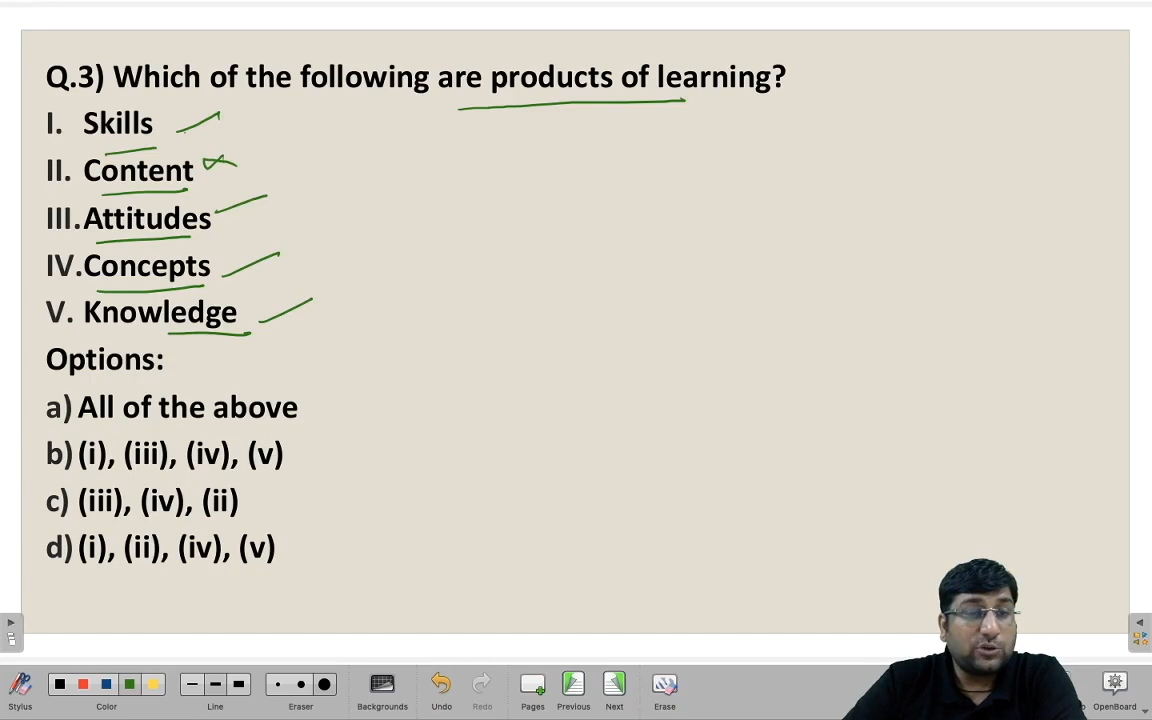 Q.3) Which of the following are products of learning?
I. Skills
II. Content
III. Attitudes
IV. Concepts
V. Knowledge
Options:
a) All of the above
b) (i), (iii), (iv), (v)
c) (iii), (iv), (ii)
d) (i), (ii), (iv), (v)
Stylus Color Line Eraser Backgrounds Undo Redo Pages Previous Next Erase OpenBoard